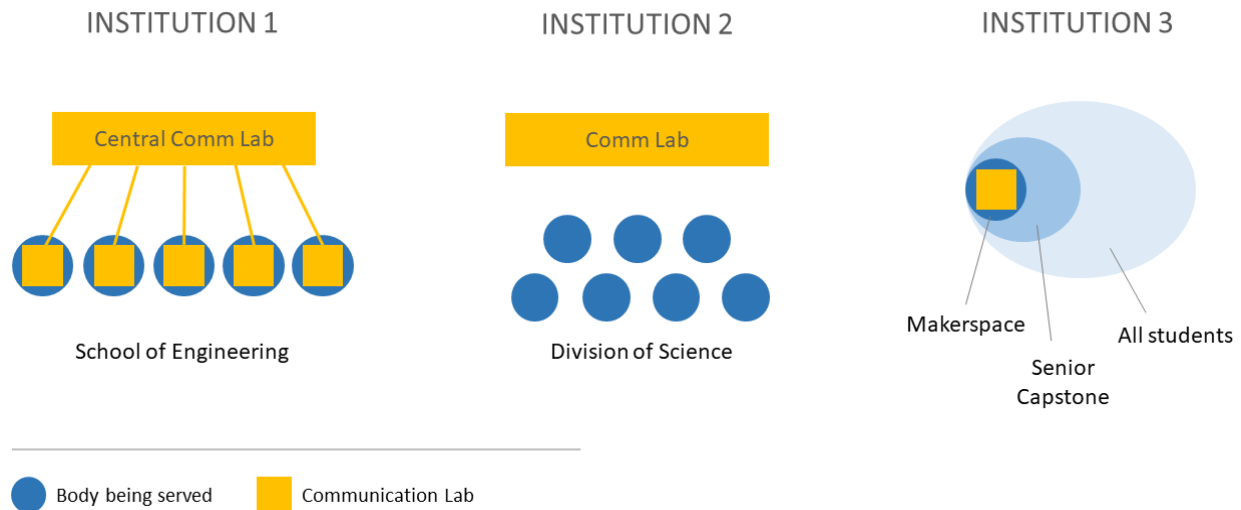 INSTITUTION 1
INSTITUTION 2
INSTITUTION 3
Central Comm Lab
Comm Lab
School of Engineering
Division of Science
Makerspace
Senior
Capstone
All students
Body being served
Communication Lab